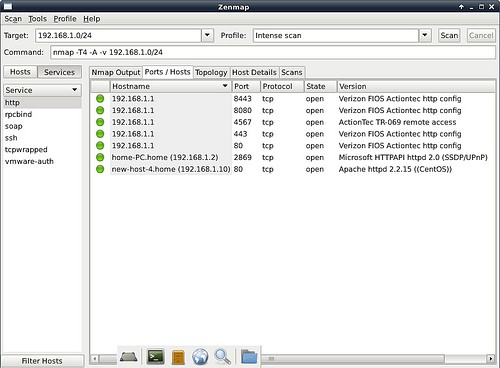 Zenmap
Scan Tools Profile Help
Target: 192.168.1.0/24 Profile: Intense scan Scan Cancel
Command: nmap -T4 -A -v 192.168.1.0/24
Hosts Services
Nmap Output Ports / Hosts Topology Host Details Scans
Service
http
rpcbind
soap
ssh
tcpwrapped
vmware-auth
Hostname Port Protocol State Version
192.168.1.1 8443 tcp open Verizon FIOS Actiontec http config
192.168.1.1 8080 tcp open Verizon FIOS Actiontec http config
192.168.1.1 4567 tcp open ActionTec TR-069 remote access
192.168.1.1 443 tcp open Verizon FIOS Actiontec http config
192.168.1.1 80 tcp open Verizon FIOS Actiontec http config
home-PC.home (192.168.1.2) 2869 tcp open Microsoft HTTPAPI httpd 2.0 (SSDP/UPnP)
new-host-4.home (192.168.1.10) 80 tcp open Apache httpd 2.2.15 ((CentOS))
Filter Hosts